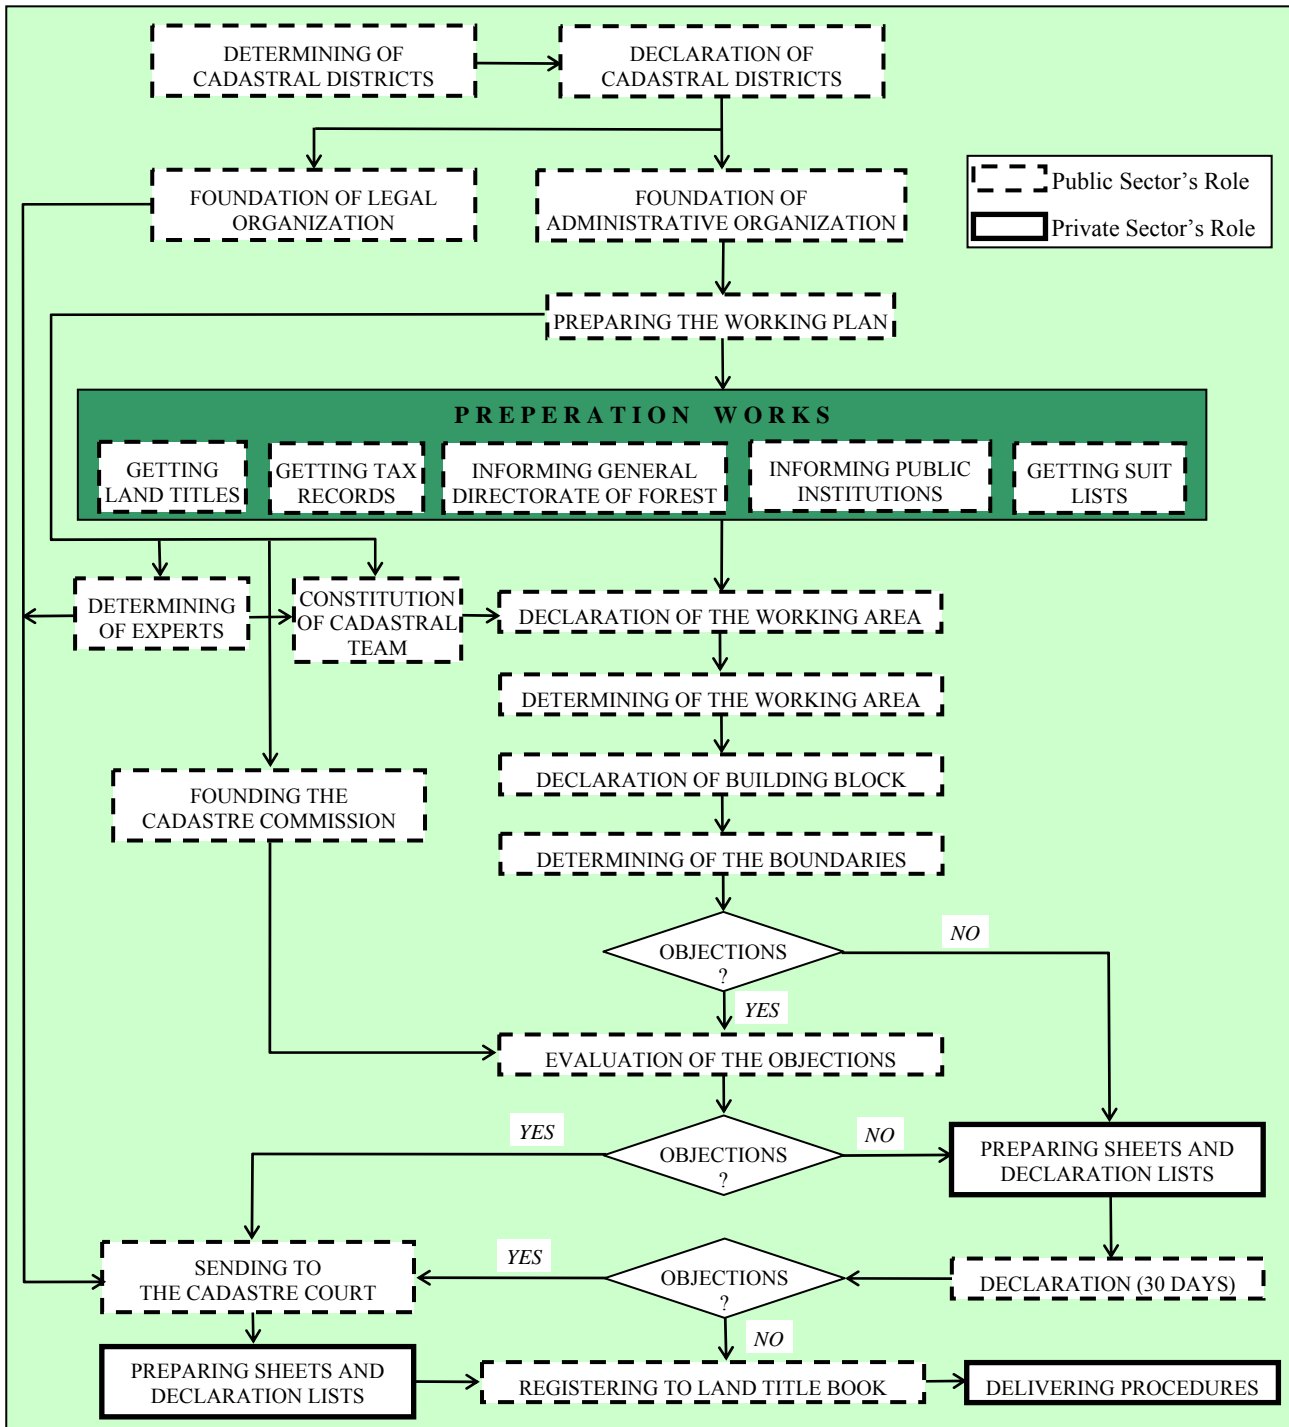 DETERMINING OF
CADASTRAL DISTRICTS
DECLARATION OF
CADASTRAL DISTRICTS
FOUNDATION OF LEGAL
ORGANIZATION
FOUNDATION OF
ADMINISTRATIVE ORGANIZATION
Public Sector's Role
Private Sector's Role
PREPARING THE WORKING PLAN
PREPERATION WORKS
GETTING
LAND TITLES
GETTING TAX
RECORDS
INFORMING GENERAL
DIRECTORATE OF FOREST
INFORMING PUBLIC
INSTITUTIONS
GETTING SUIT
LISTS
DETERMINING
OF EXPERTS
CONSTITUTION
OF CADASTRAL
TEAM
DECLARATION OF THE WORKING AREA
DETERMINING OF THE WORKING AREA
DECLARATION OF BUILDING BLOCK
FOUNDING THE
CADASTRE COMMISSION
DETERMINING OF THE BOUNDARIES
OBJECTIONS
?
NO
YES
EVALUATION OF THE OBJECTIONS
YES
OBJECTIONS
?
NO
PREPARING SHEETS AND
DECLARATION LISTS
SENDING TO
THE CADASTRE COURT
YES
OBJECTIONS
?
DECLARATION (30 DAYS)
NO
PREPARING SHEETS AND
DECLARATION LISTS
REGISTERING TO LAND TITLE BOOK
DELIVERING PROCEDURES